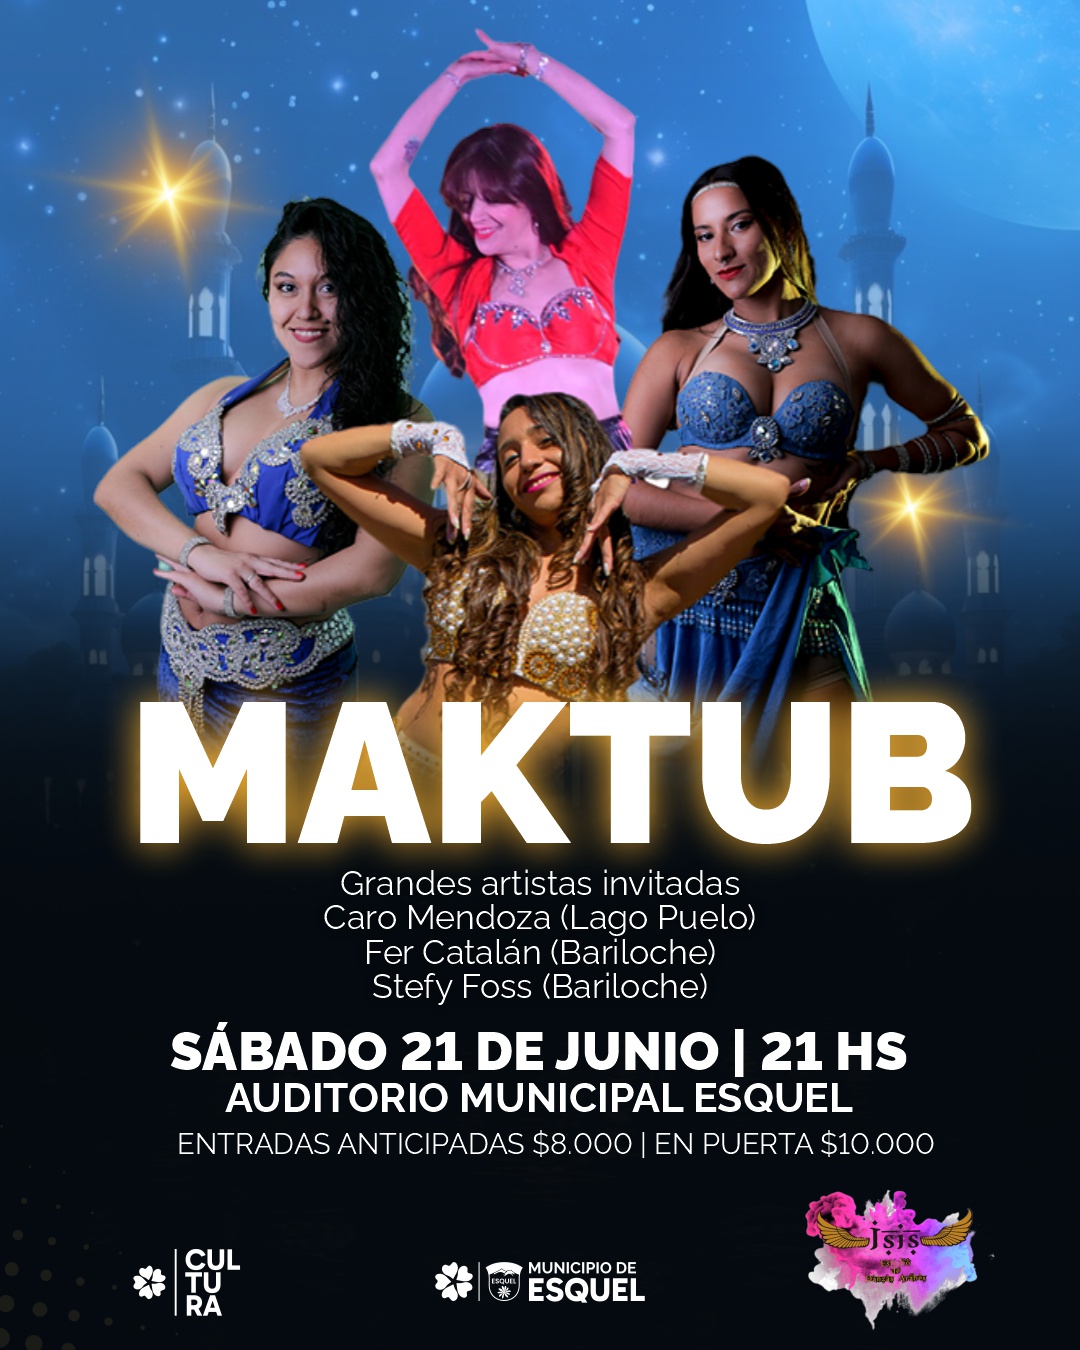 MAKTUB
Grandes artistas invitadas
Caro Mendoza (Lago Puelo)
Fer Catalán (Bariloche)
Stefy Foss (Bariloche)
SÁBADO 21 DE JUNIO | 21 HS
AUDITORIO MUNICIPAL ESQUEL
ENTRADAS ANTICIPADAS $8.000 | EN PUERTA $10.000
CUL
TU
RA
ESQUEL
MUNICIPIO DE
ESQUEL
Isis